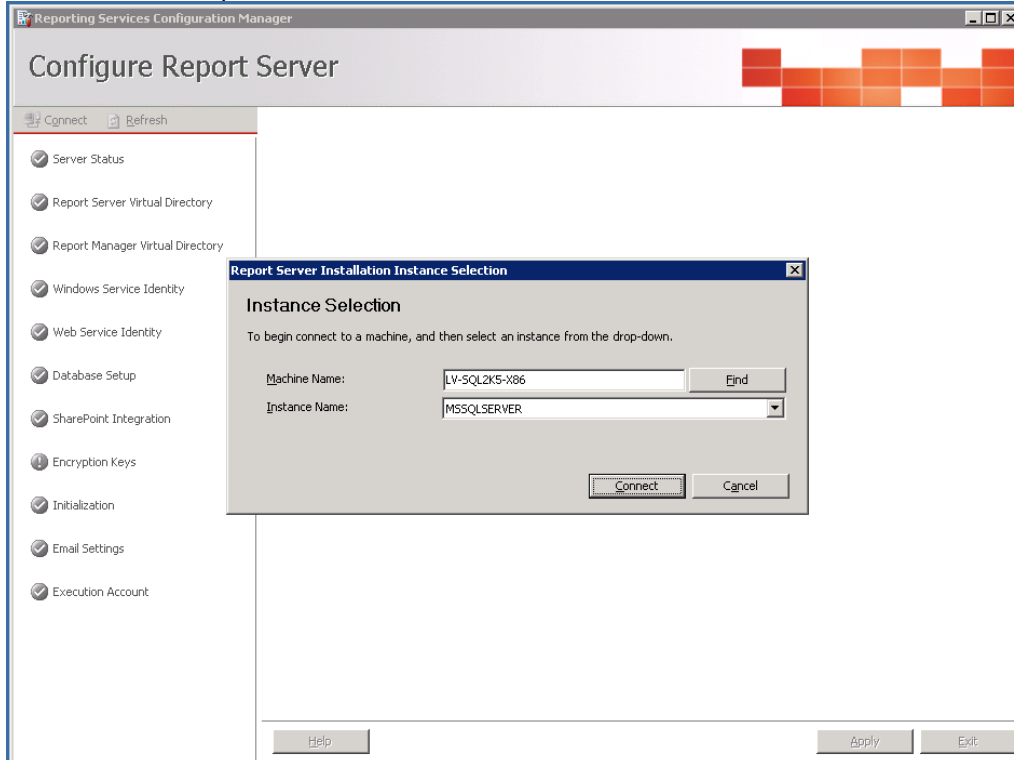 Reporting Services Configuration Manager
Configure Report Server
Connect Refresh
Server Status
Report Server Virtual Directory
Report Manager Virtual Directory
Windows Service Identity
Web Service Identity
Database Setup
SharePoint Integration
Encryption Keys
Initialization
Email Settings
Execution Account
Report Server Installation Instance Selection
Instance Selection
To begin connect to a machine, and then select an instance from the drop-down.
Machine Name: LV-SQL2K5-X86 Find
Instance Name: MSSQLSERVER
Connect Cancel
Help Apply Exit